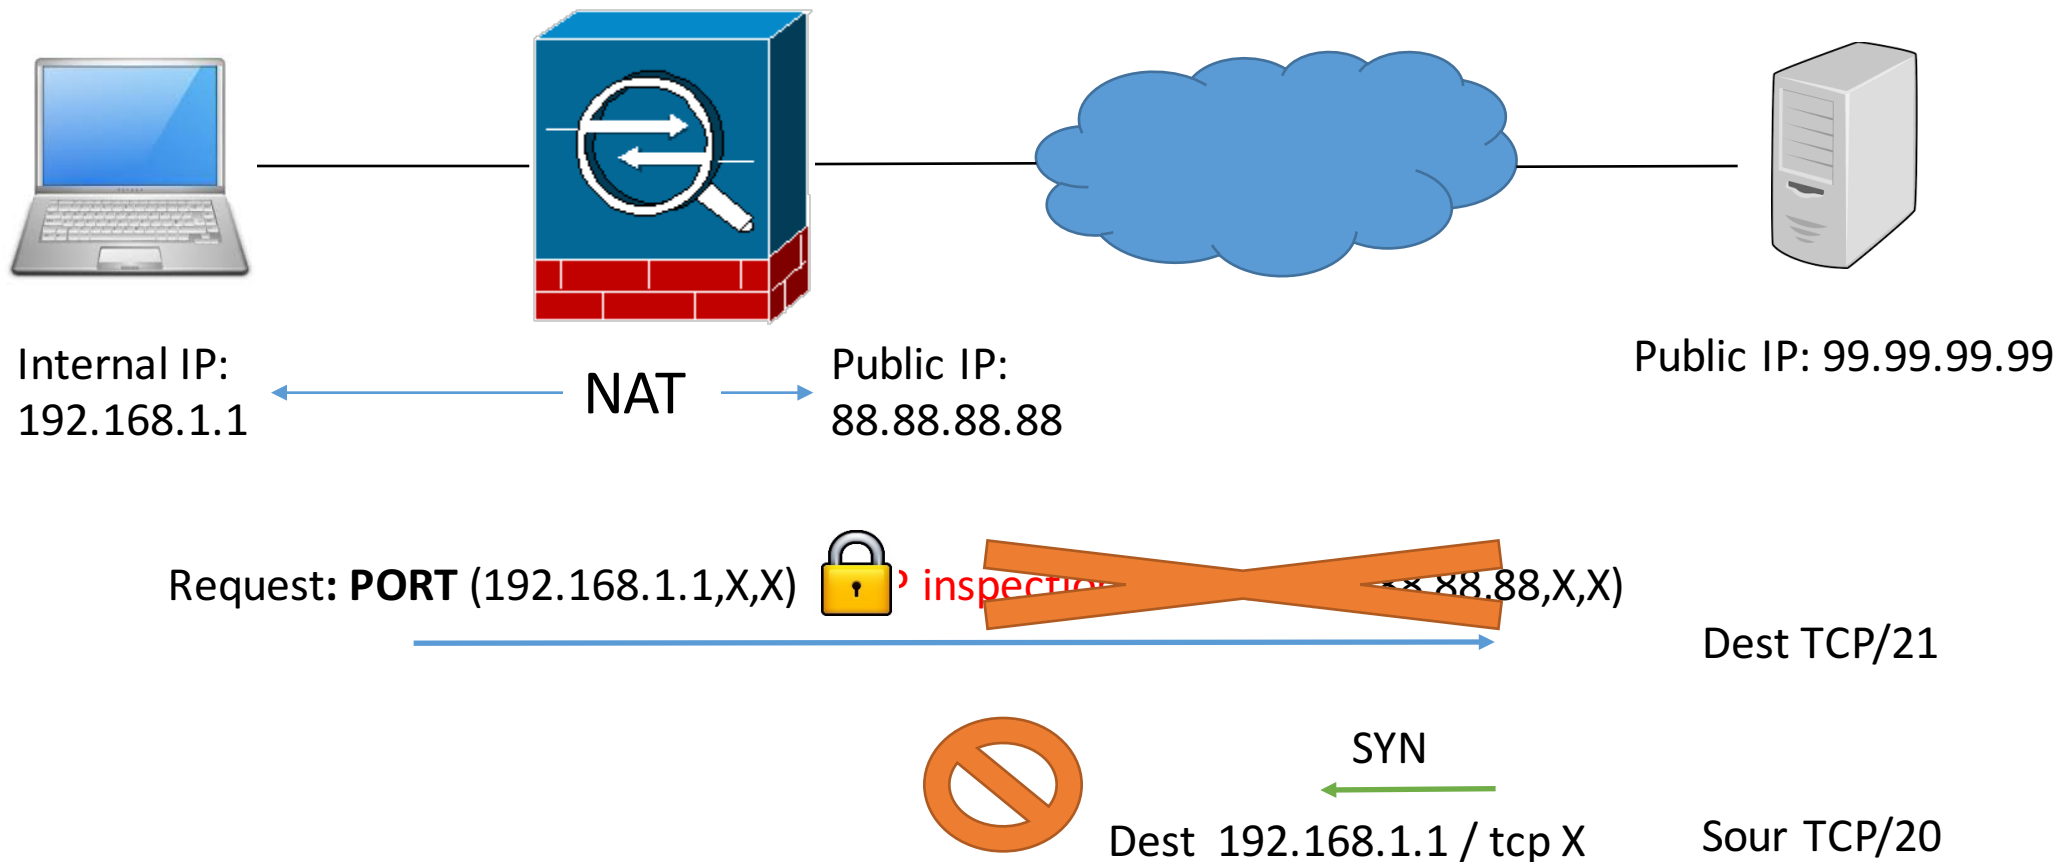 Internal IP:
192.168.1.1
NAT
Public IP:
88.88.88.88
Public IP: 99.99.99.99
Request: PORT (192.168.1.1,X,X) 88.88,X,X)
Dest TCP/21
SYN
Dest 192.168.1.1 / tcp X
Sour TCP/20